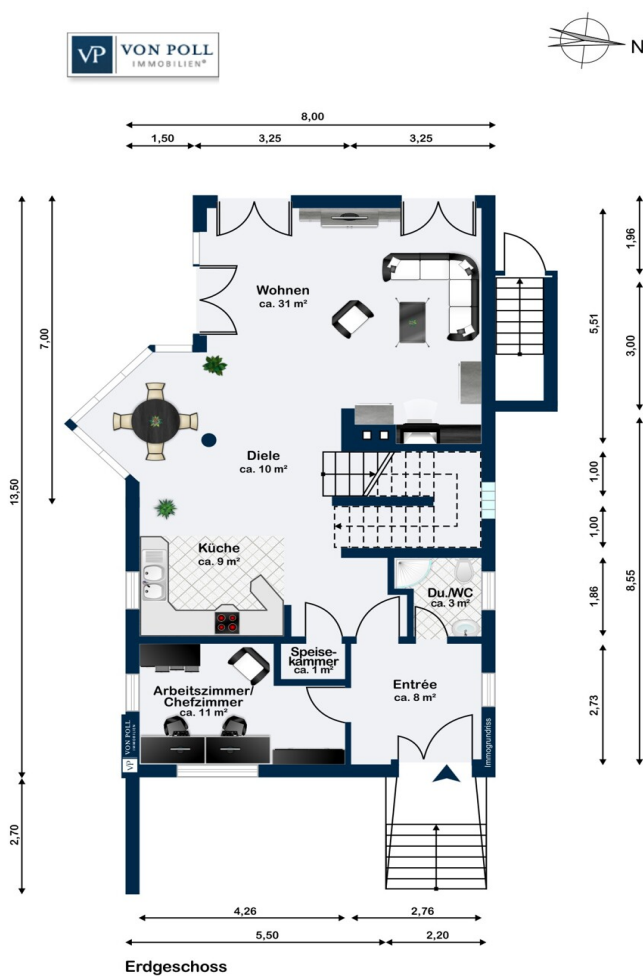 VP VON POLL
IMMOBILIEN®
N
8,00
1,50 3,25 3,25
13,50
7,00
2,70
5,51
1,00
1,00
1,86
2,73
1,96
3,00
8,55
Wohnen
ca. 31 m²
Diele
ca. 10 m²
Küche
ca. 9 m²
Du./WC
ca. 3 m²
Speise-
kammer
ca. 1 m²
Arbeitszimmer/
Chefzimmer
ca. 11 m²
Entrée
ca. 8 m²
VP VON POLL
IMMOBILIEN
Immogrundriss
4,26 2,76
5,50 2,20
Erdgeschoss